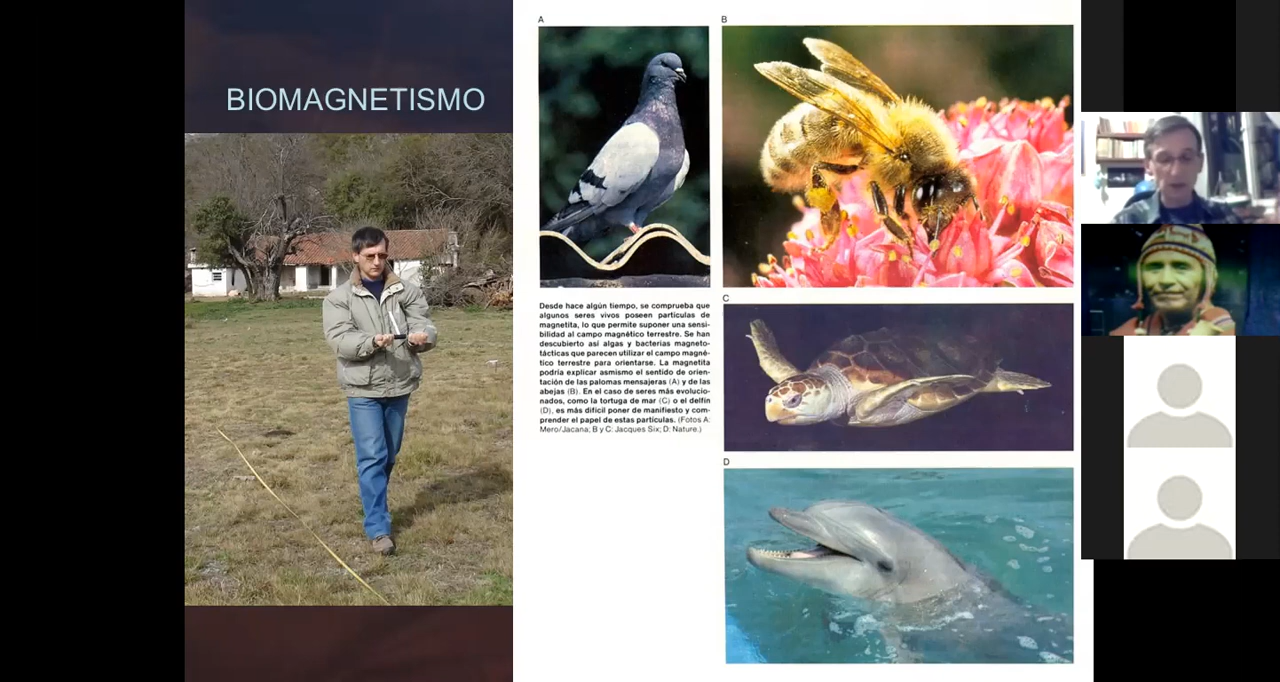 BIOMAGNETISMO
A
B
Desde hace algún tiempo, se comprueba que
algunos seres vivos poseen partículas de
magnetita, lo que permite suponer una sensi-
bilidad al campo magnético terrestre. Se han
descubierto así algas y bacterias magneto-
tácticas que parecen utilizar el campo magné-
tico terrestre para orientarse. La magnetita
podría explicar asmismo el sentido de orien-
tación de las palomas mensajeras (A) y de las
abejas (B). En el caso de seres más evolucio-
nados, como la tortuga de mar (C) o el delfín
(D), es más difícil poner de manifiesto y com-
prender el papel de estas partículas. (Fotos A:
Mero/Jacana; B y C: Jacques Six; D: Nature.)
C
D